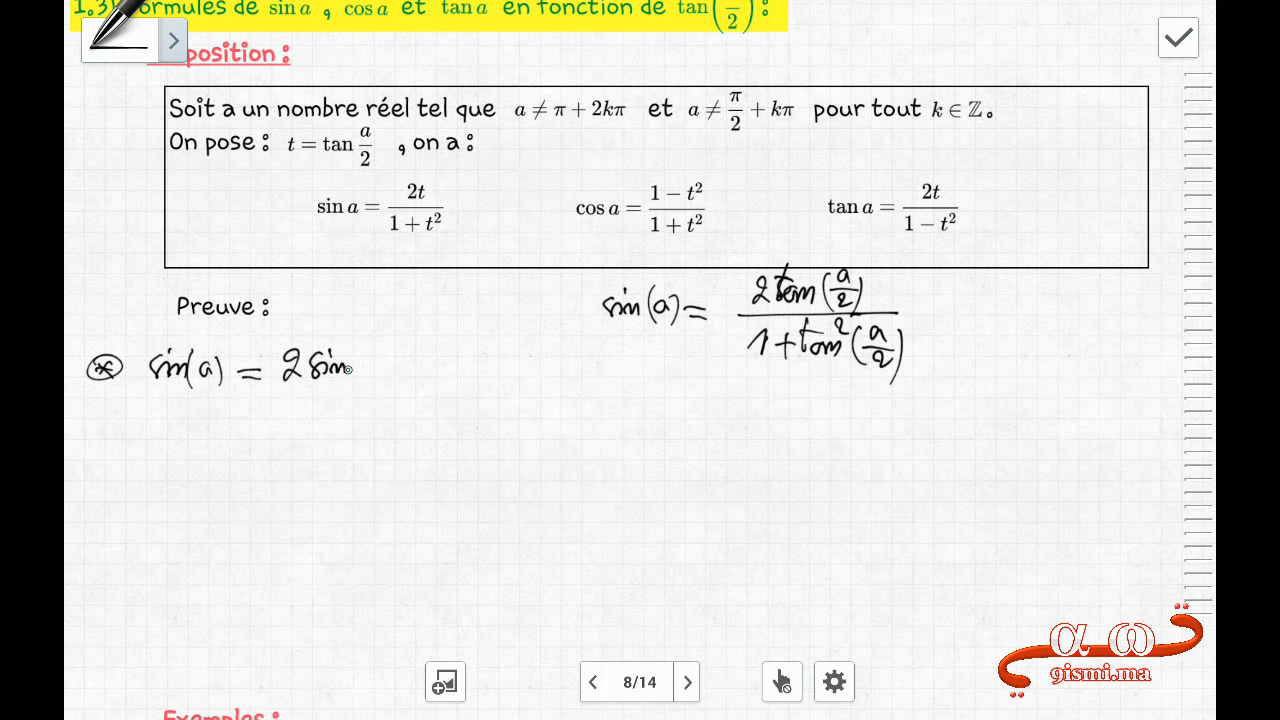 1.3) Formules de sin a , cos a et tan a en fonction de tan( /2) :
position :
Soit a un nombre réel tel que a ≠ π + 2kπ et a ≠ π/2 + kπ pour tout k ∈ ℤ.
On pose : t = tan a/2 , on a :
sin a = 2t/(1 + t²) cos a = (1 − t²)/(1 + t²) tan a = 2t/(1 − t²)
Preuve : sin(a) = 2 tan(a/2)/(1 + tan²(a/2))
⊛ sin(a) = 2 sin
gismi.ma
8/14
Exemples :